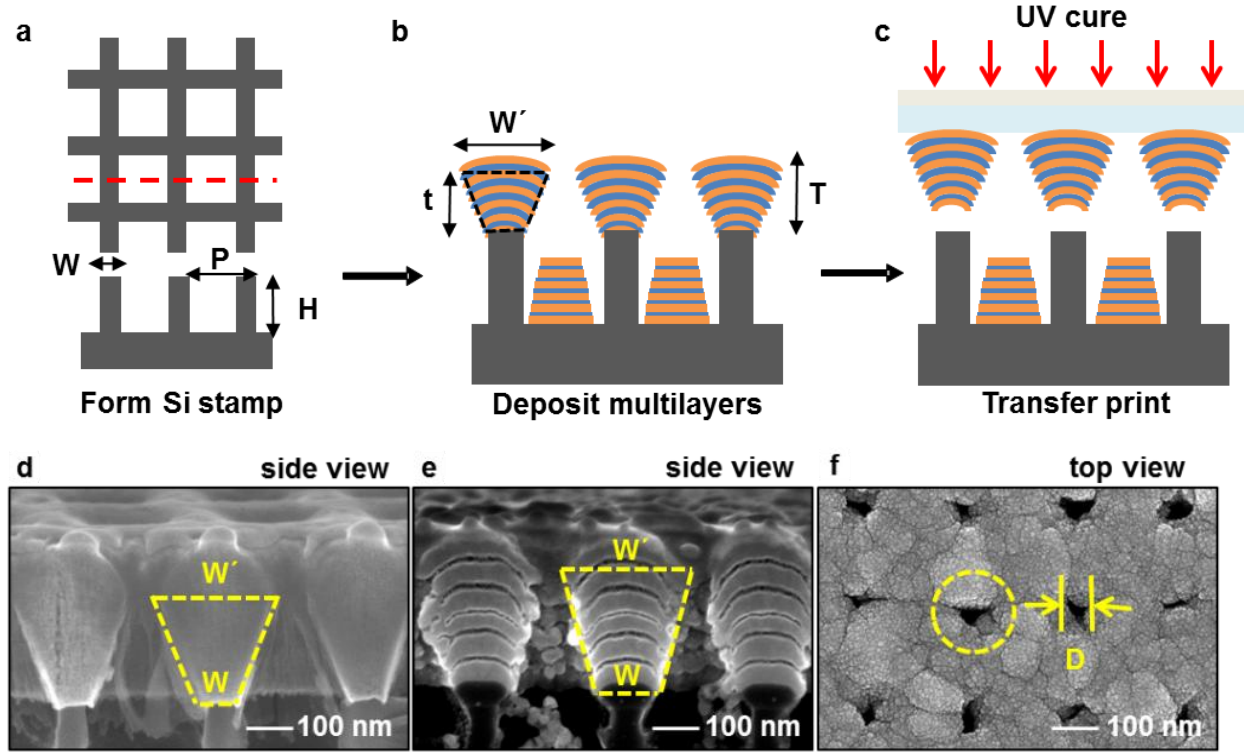 a
W
P
H
Form Si stamp
b
W´
t
T
Deposit multilayers
c
UV cure
Transfer print
d
side view
W´
W
100 nm
e
side view
W´
W
100 nm
f
top view
D
100 nm